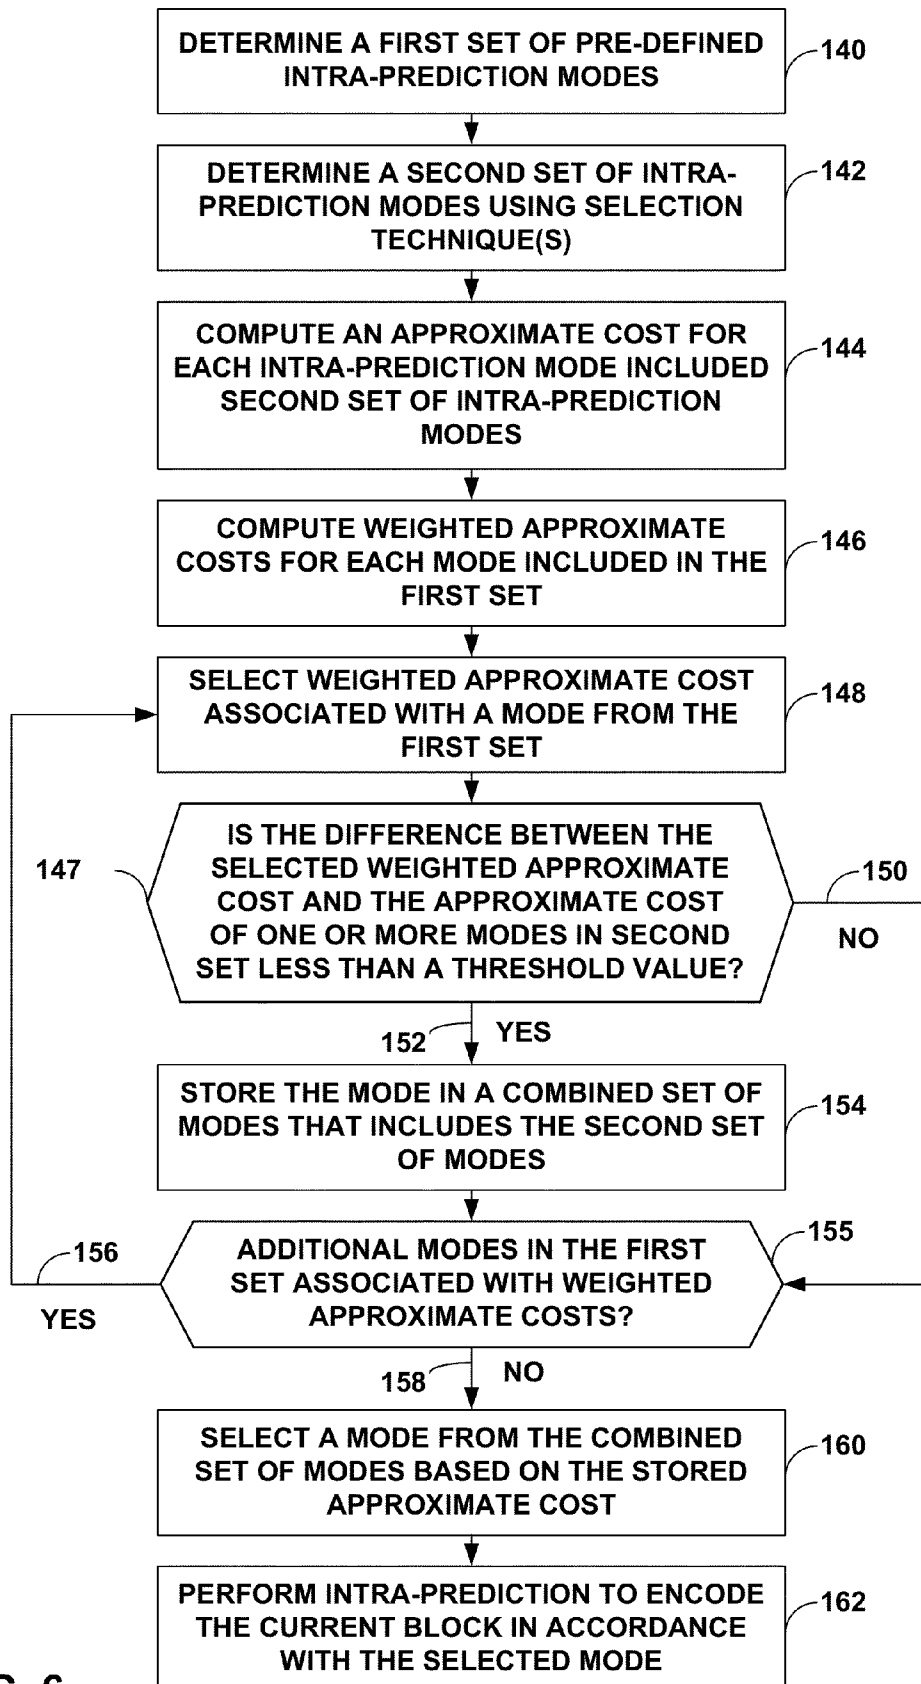 DETERMINE A FIRST SET OF PRE-DEFINED
INTRA-PREDICTION MODES
140
DETERMINE A SECOND SET OF INTRA-
PREDICTION MODES USING SELECTION
TECHNIQUE(S)
142
COMPUTE AN APPROXIMATE COST FOR
EACH INTRA-PREDICTION MODE INCLUDED
SECOND SET OF INTRA-PREDICTION
MODES
144
COMPUTE WEIGHTED APPROXIMATE
COSTS FOR EACH MODE INCLUDED IN THE
FIRST SET
146
SELECT WEIGHTED APPROXIMATE COST
ASSOCIATED WITH A MODE FROM THE
FIRST SET
148
147
IS THE DIFFERENCE BETWEEN THE
SELECTED WEIGHTED APPROXIMATE
COST AND THE APPROXIMATE COST
OF ONE OR MORE MODES IN SECOND
SET LESS THAN A THRESHOLD VALUE?
150
NO
152
YES
STORE THE MODE IN A COMBINED SET OF
MODES THAT INCLUDES THE SECOND SET
OF MODES
154
156
YES
ADDITIONAL MODES IN THE FIRST
SET ASSOCIATED WITH WEIGHTED
APPROXIMATE COSTS?
155
158
NO
SELECT A MODE FROM THE COMBINED
SET OF MODES BASED ON THE STORED
APPROXIMATE COST
160
PERFORM INTRA-PREDICTION TO ENCODE
THE CURRENT BLOCK IN ACCORDANCE
WITH THE SELECTED MODE
162